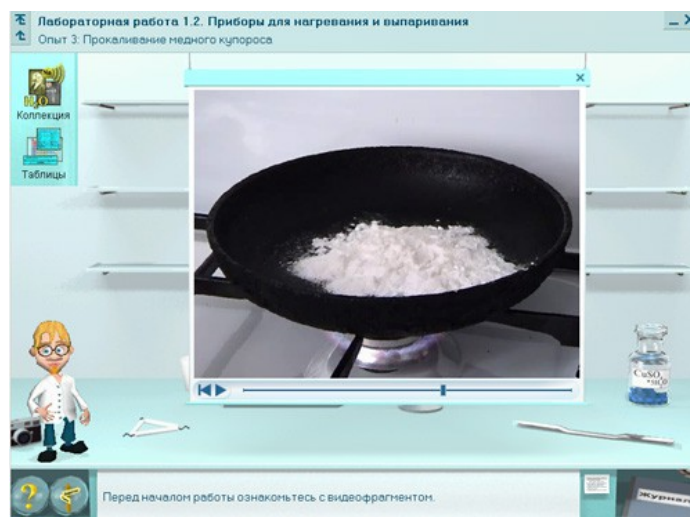 Лабораторная работа 1.2. Приборы для нагревания и выпаривания
Опыт 3: Прокаливание медного купороса
H₂O
Коллекция
Таблицы
CuSO₄
Перед началом работы ознакомьтесь с видеофрагментом.
Журнал